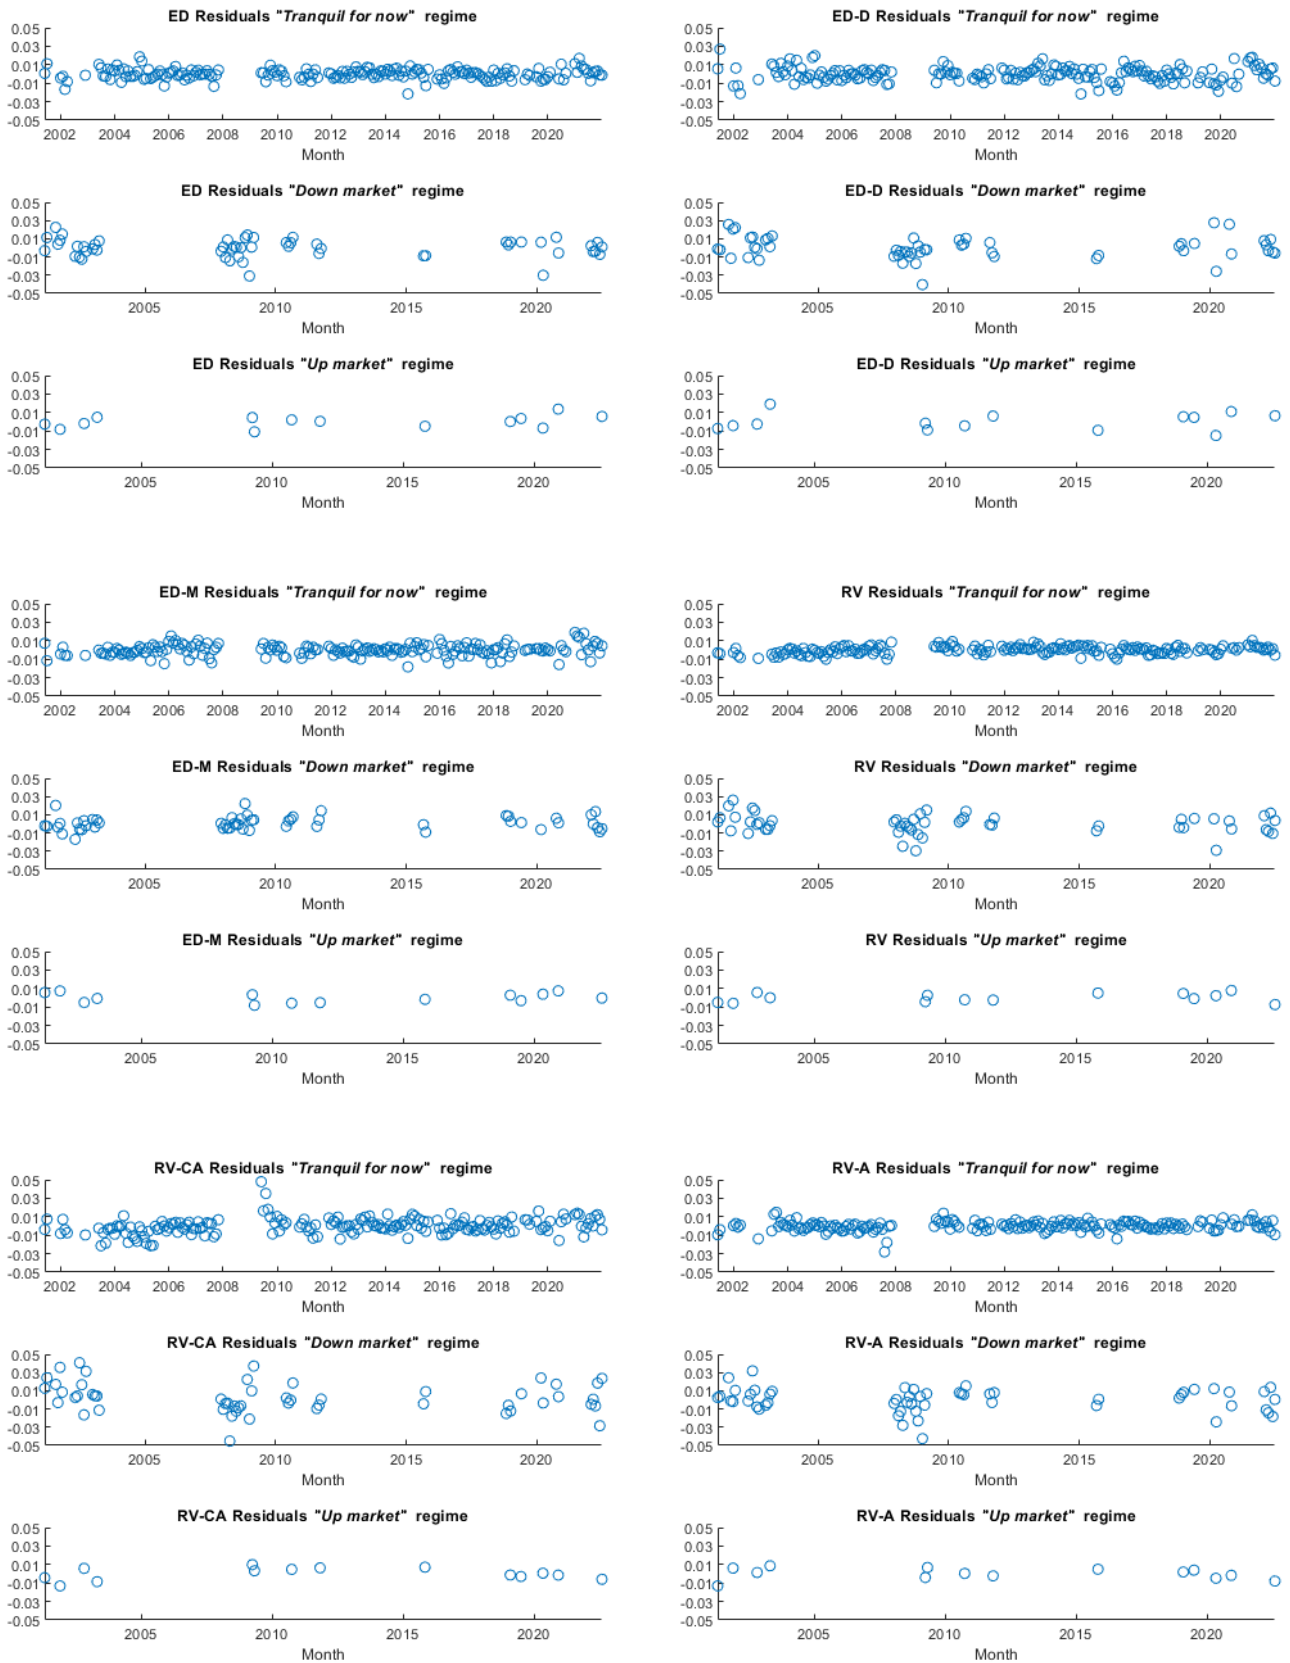 ED Residuals "Tranquil for now" regime
0.05
0.03
0.01
-0.01
-0.03
-0.05
2002 2004 2006 2008 2010 2012 2014 2016 2018 2020
Month
ED-D Residuals "Tranquil for now" regime
0.05
0.03
0.01
-0.01
-0.03
-0.05
2002 2004 2006 2008 2010 2012 2014 2016 2018 2020
Month
ED Residuals "Down market" regime
0.05
0.03
0.01
-0.01
-0.03
-0.05
2005 2010 2015 2020
Month
ED-D Residuals "Down market" regime
0.05
0.03
0.01
-0.01
-0.03
-0.05
2005 2010 2015 2020
Month
ED Residuals "Up market" regime
0.05
0.03
0.01
-0.01
-0.03
-0.05
2005 2010 2015 2020
Month
ED-D Residuals "Up market" regime
0.05
0.03
0.01
-0.01
-0.03
-0.05
2005 2010 2015 2020
Month
ED-M Residuals "Tranquil for now" regime
0.05
0.03
0.01
-0.01
-0.03
-0.05
2002 2004 2006 2008 2010 2012 2014 2016 2018 2020
Month
RV Residuals "Tranquil for now" regime
0.05
0.03
0.01
-0.01
-0.03
-0.05
2002 2004 2006 2008 2010 2012 2014 2016 2018 2020
Month
ED-M Residuals "Down market" regime
0.05
0.03
0.01
-0.01
-0.03
-0.05
2005 2010 2015 2020
Month
RV Residuals "Down market" regime
0.05
0.03
0.01
-0.01
-0.03
-0.05
2005 2010 2015 2020
Month
ED-M Residuals "Up market" regime
0.05
0.03
0.01
-0.01
-0.03
-0.05
2005 2010 2015 2020
Month
RV Residuals "Up market" regime
0.05
0.03
0.01
-0.01
-0.03
-0.05
2005 2010 2015 2020
Month
RV-CA Residuals "Tranquil for now" regime
0.05
0.03
0.01
-0.01
-0.03
-0.05
2002 2004 2006 2008 2010 2012 2014 2016 2018 2020
Month
RV-A Residuals "Tranquil for now" regime
0.05
0.03
0.01
-0.01
-0.03
-0.05
2002 2004 2006 2008 2010 2012 2014 2016 2018 2020
Month
RV-CA Residuals "Down market" regime
0.05
0.03
0.01
-0.01
-0.03
-0.05
2005 2010 2015 2020
Month
RV-A Residuals "Down market" regime
0.05
0.03
0.01
-0.01
-0.03
-0.05
2005 2010 2015 2020
Month
RV-CA Residuals "Up market" regime
0.05
0.03
0.01
-0.01
-0.03
-0.05
2005 2010 2015 2020
Month
RV-A Residuals "Up market" regime
0.05
0.03
0.01
-0.01
-0.03
-0.05
2005 2010 2015 2020
Month